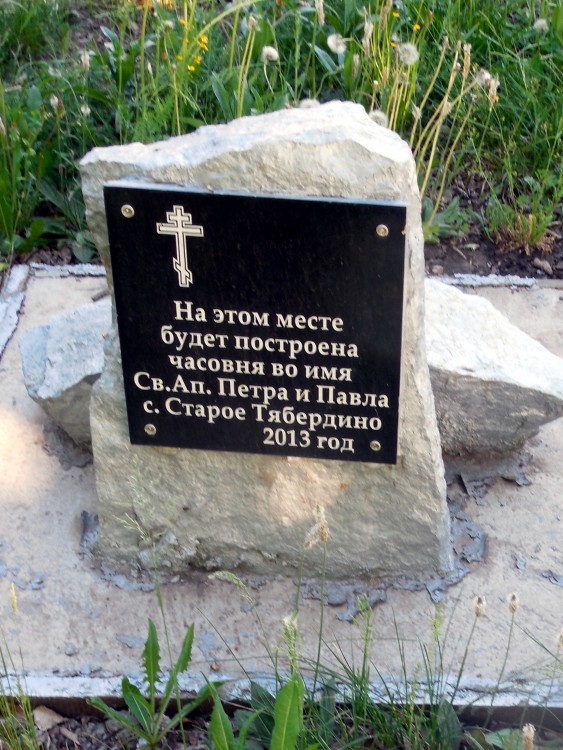 На этом месте
будет построена
часовня во имя
Св.Ап. Петра и Павла
с. Старое Тябердино
2013 год